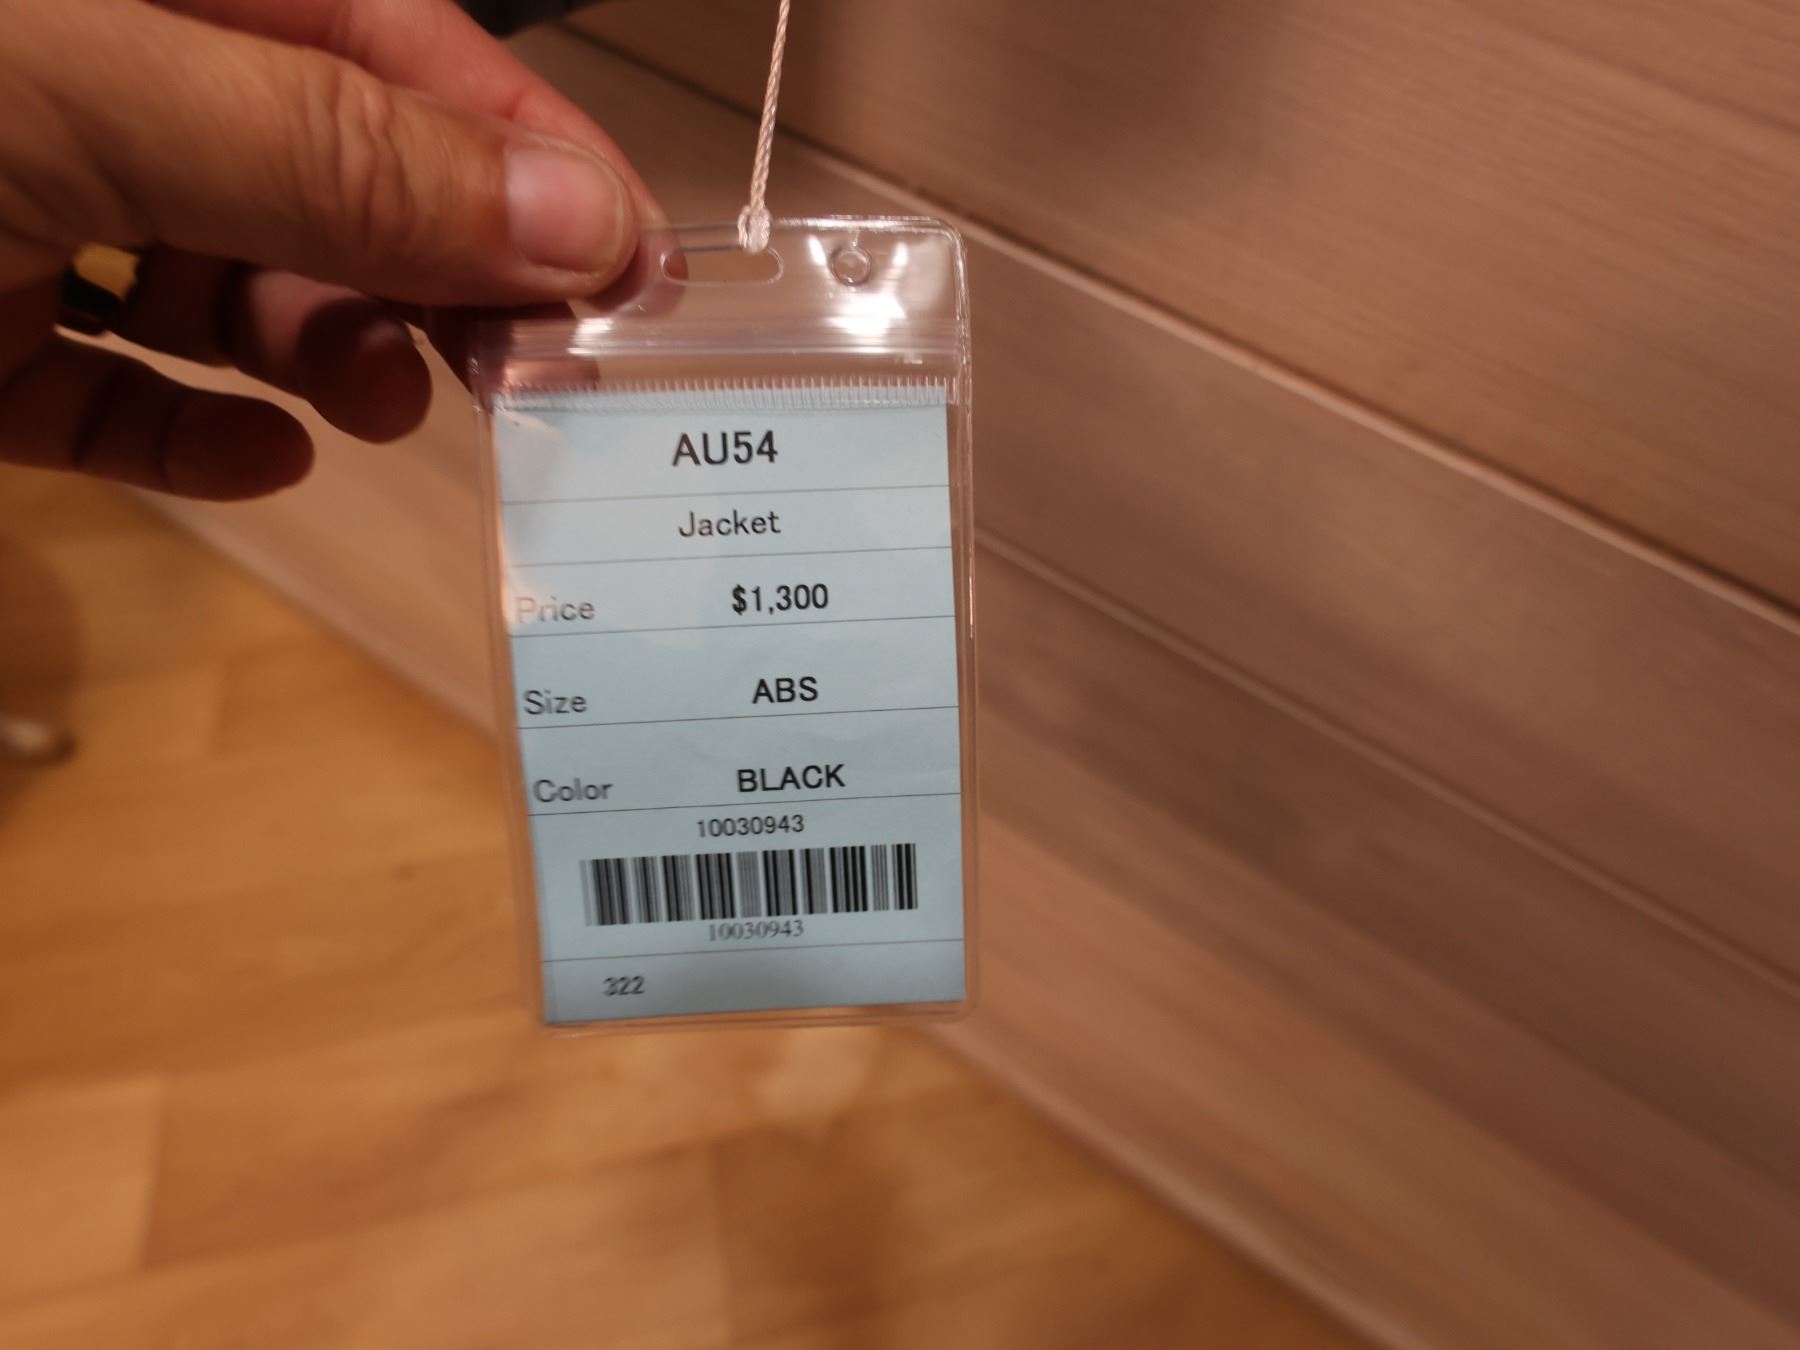 AU54
Jacket
Price $1,300
Size ABS
Color BLACK
10030943
10030943
322